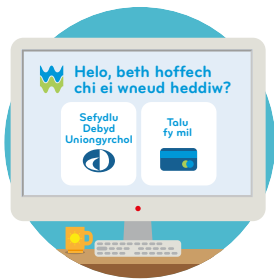 Helo, beth hoffech
chi ei wneud heddiw?
Sefydlu
Debyd
Uniongyrchol
Talu
fy mil